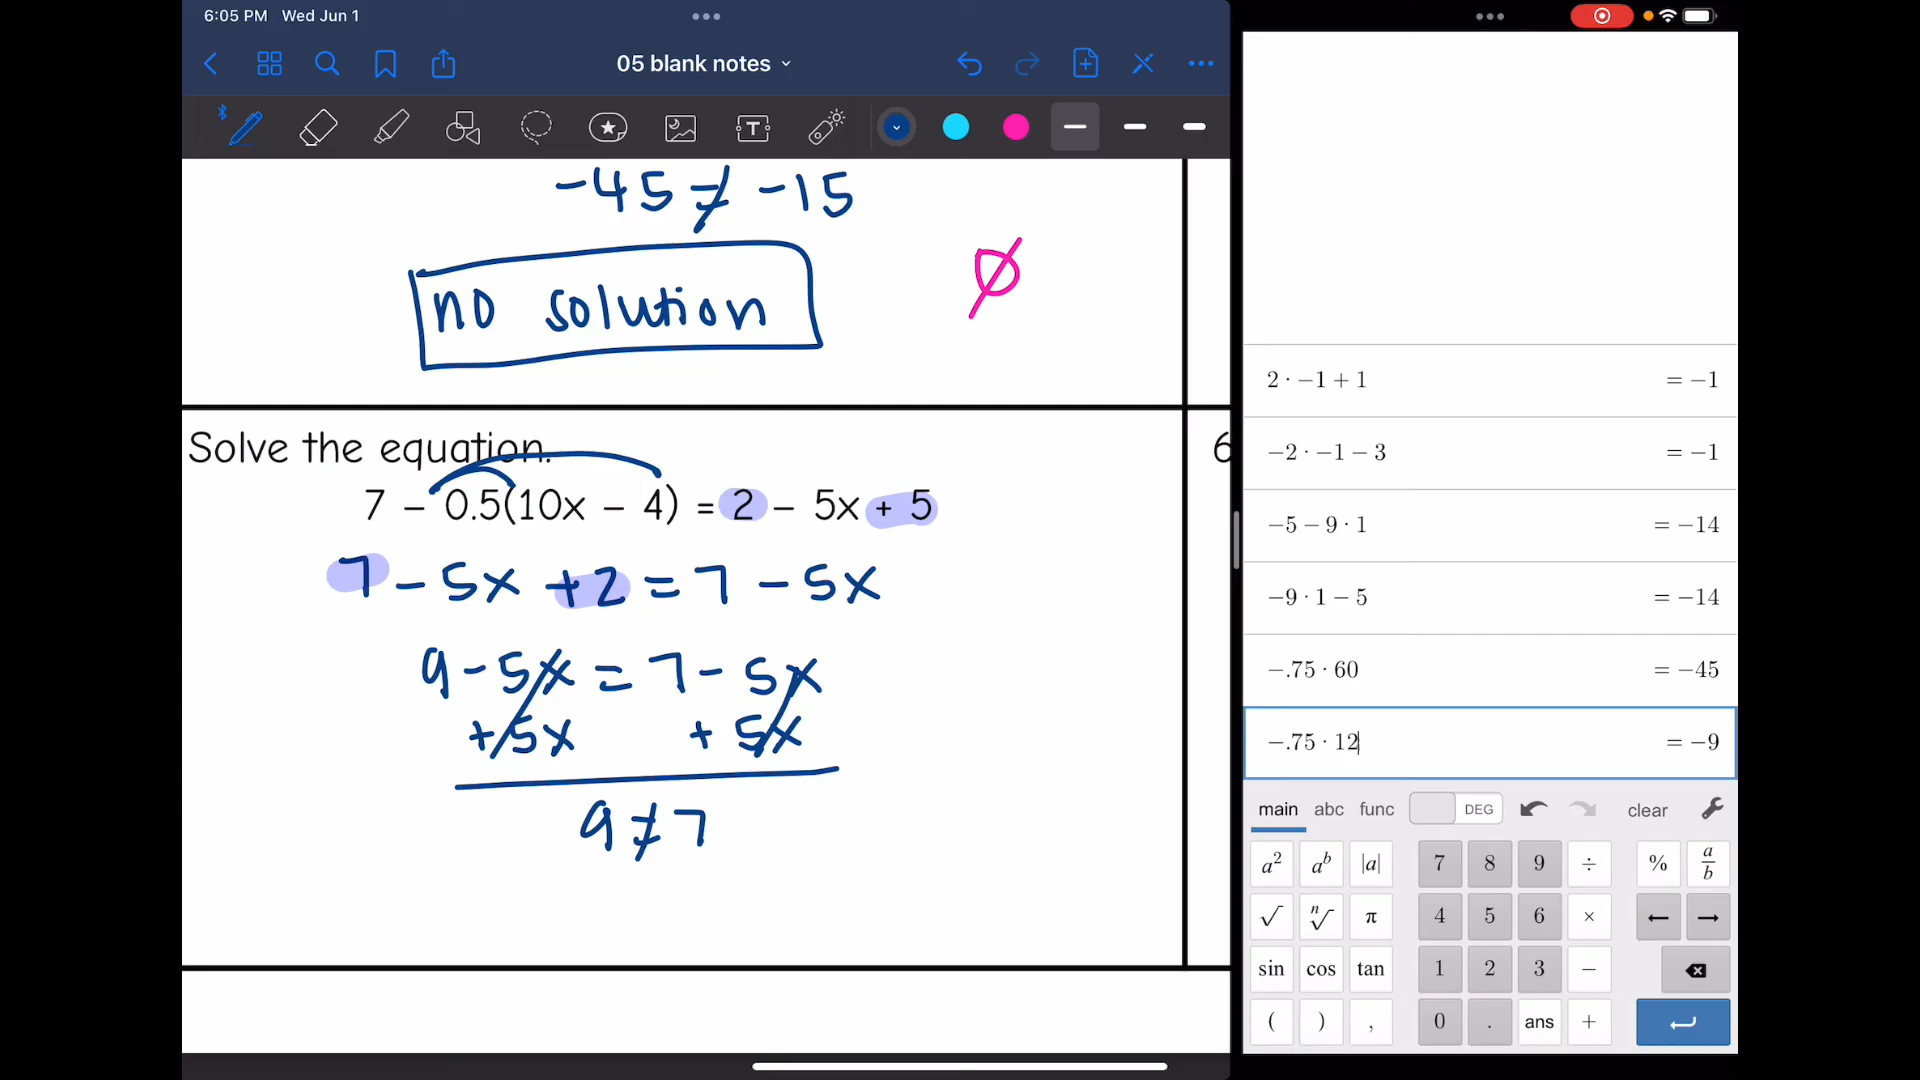 6:05 PM Wed Jun 1
05 blank notes
-45 ≠ -15
no solution
∅
Solve the equation.
6
7 – 0.5(10x – 4) = 2 – 5x + 5
7 - 5x + 2 = 7 - 5x
9 - 5x = 7 - 5x
+ 5x + 5x
9 ≠ 7
2 · −1 + 1 = −1
−2 · −1 − 3 = −1
−5 − 9 · 1 = −14
−9 · 1 − 5 = −14
−.75 · 60 = −45
−.75 · 12 = −9
main abc func DEG clear
a² aᵇ |a| 7 8 9 ÷ % a/b
√ ⁿ√ π 4 5 6 × ← →
sin cos tan 1 2 3 −
( ) , 0 . ans +